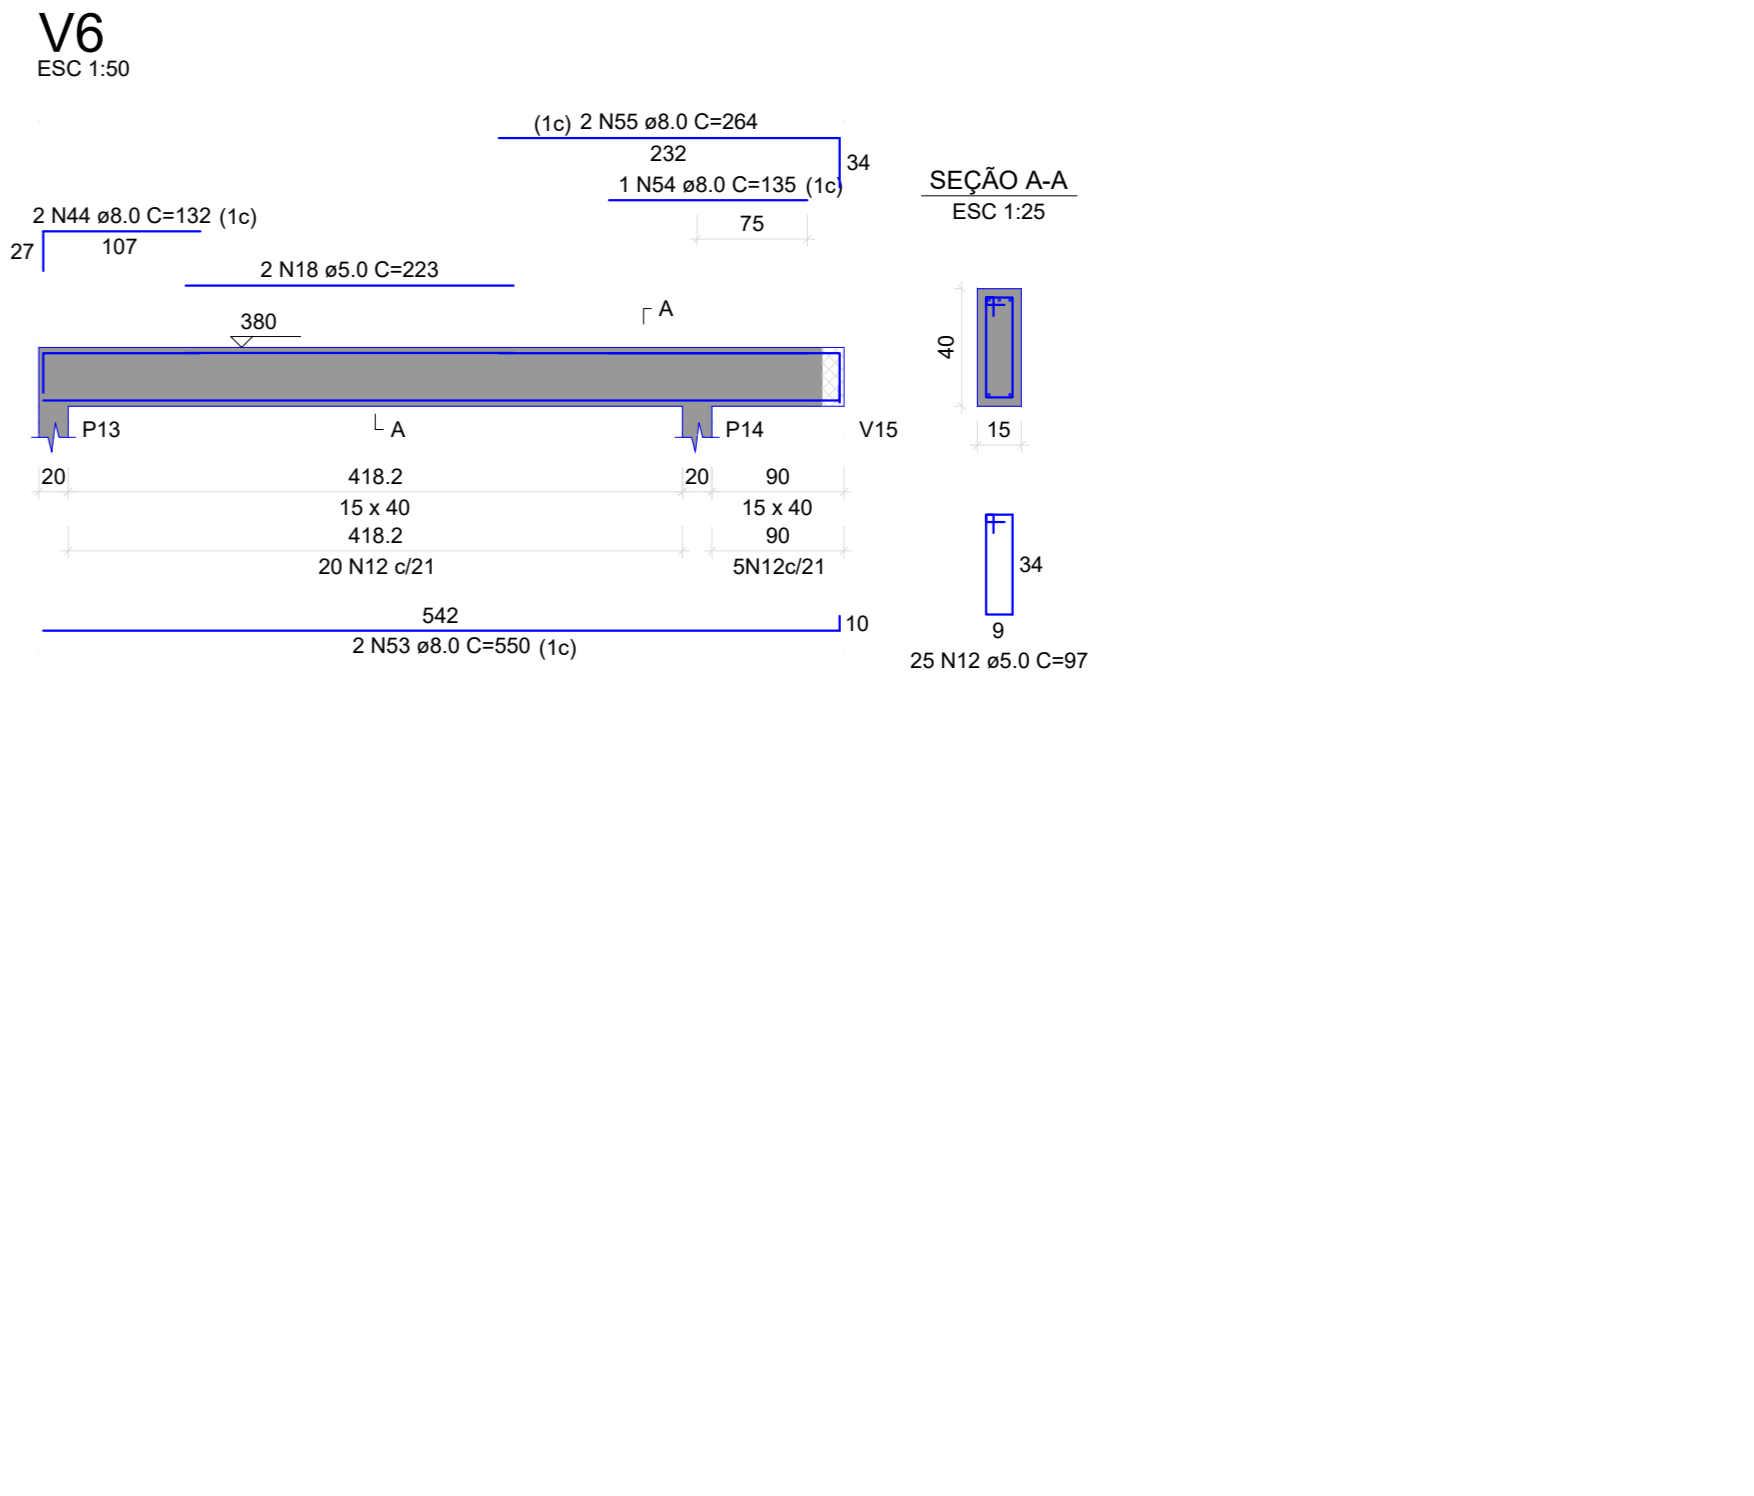 V6
ESC 1:50
(1c) 2 N55 ø8.0 C=264
232
34
1 N54 ø8.0 C=135 (1c)
75
2 N44 ø8.0 C=132 (1c)
27
107
2 N18 ø5.0 C=223
380
A
A
P13
P14
V15
20
418.2
20
90
15 x 40
15 x 40
418.2
90
20 N12 c/21
5N12c/21
542
10
2 N53 ø8.0 C=550 (1c)
SEÇÃO A-A
ESC 1:25
40
15
34
9
25 N12 ø5.0 C=97